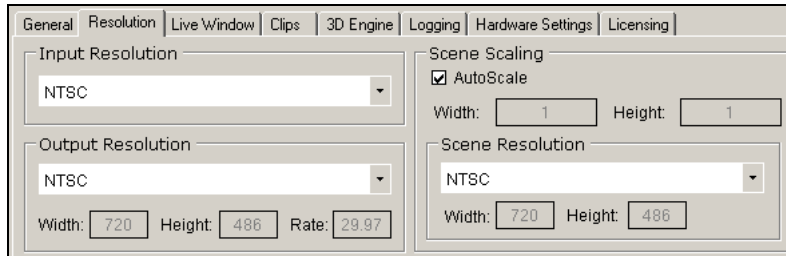 General Resolution Live Window Clips 3D Engine Logging Hardware Settings Licensing
Input Resolution
NTSC
Output Resolution
NTSC
Width: 720 Height: 486 Rate: 29.97
Scene Scaling
AutoScale
Width: 1 Height: 1
Scene Resolution
NTSC
Width: 720 Height: 486